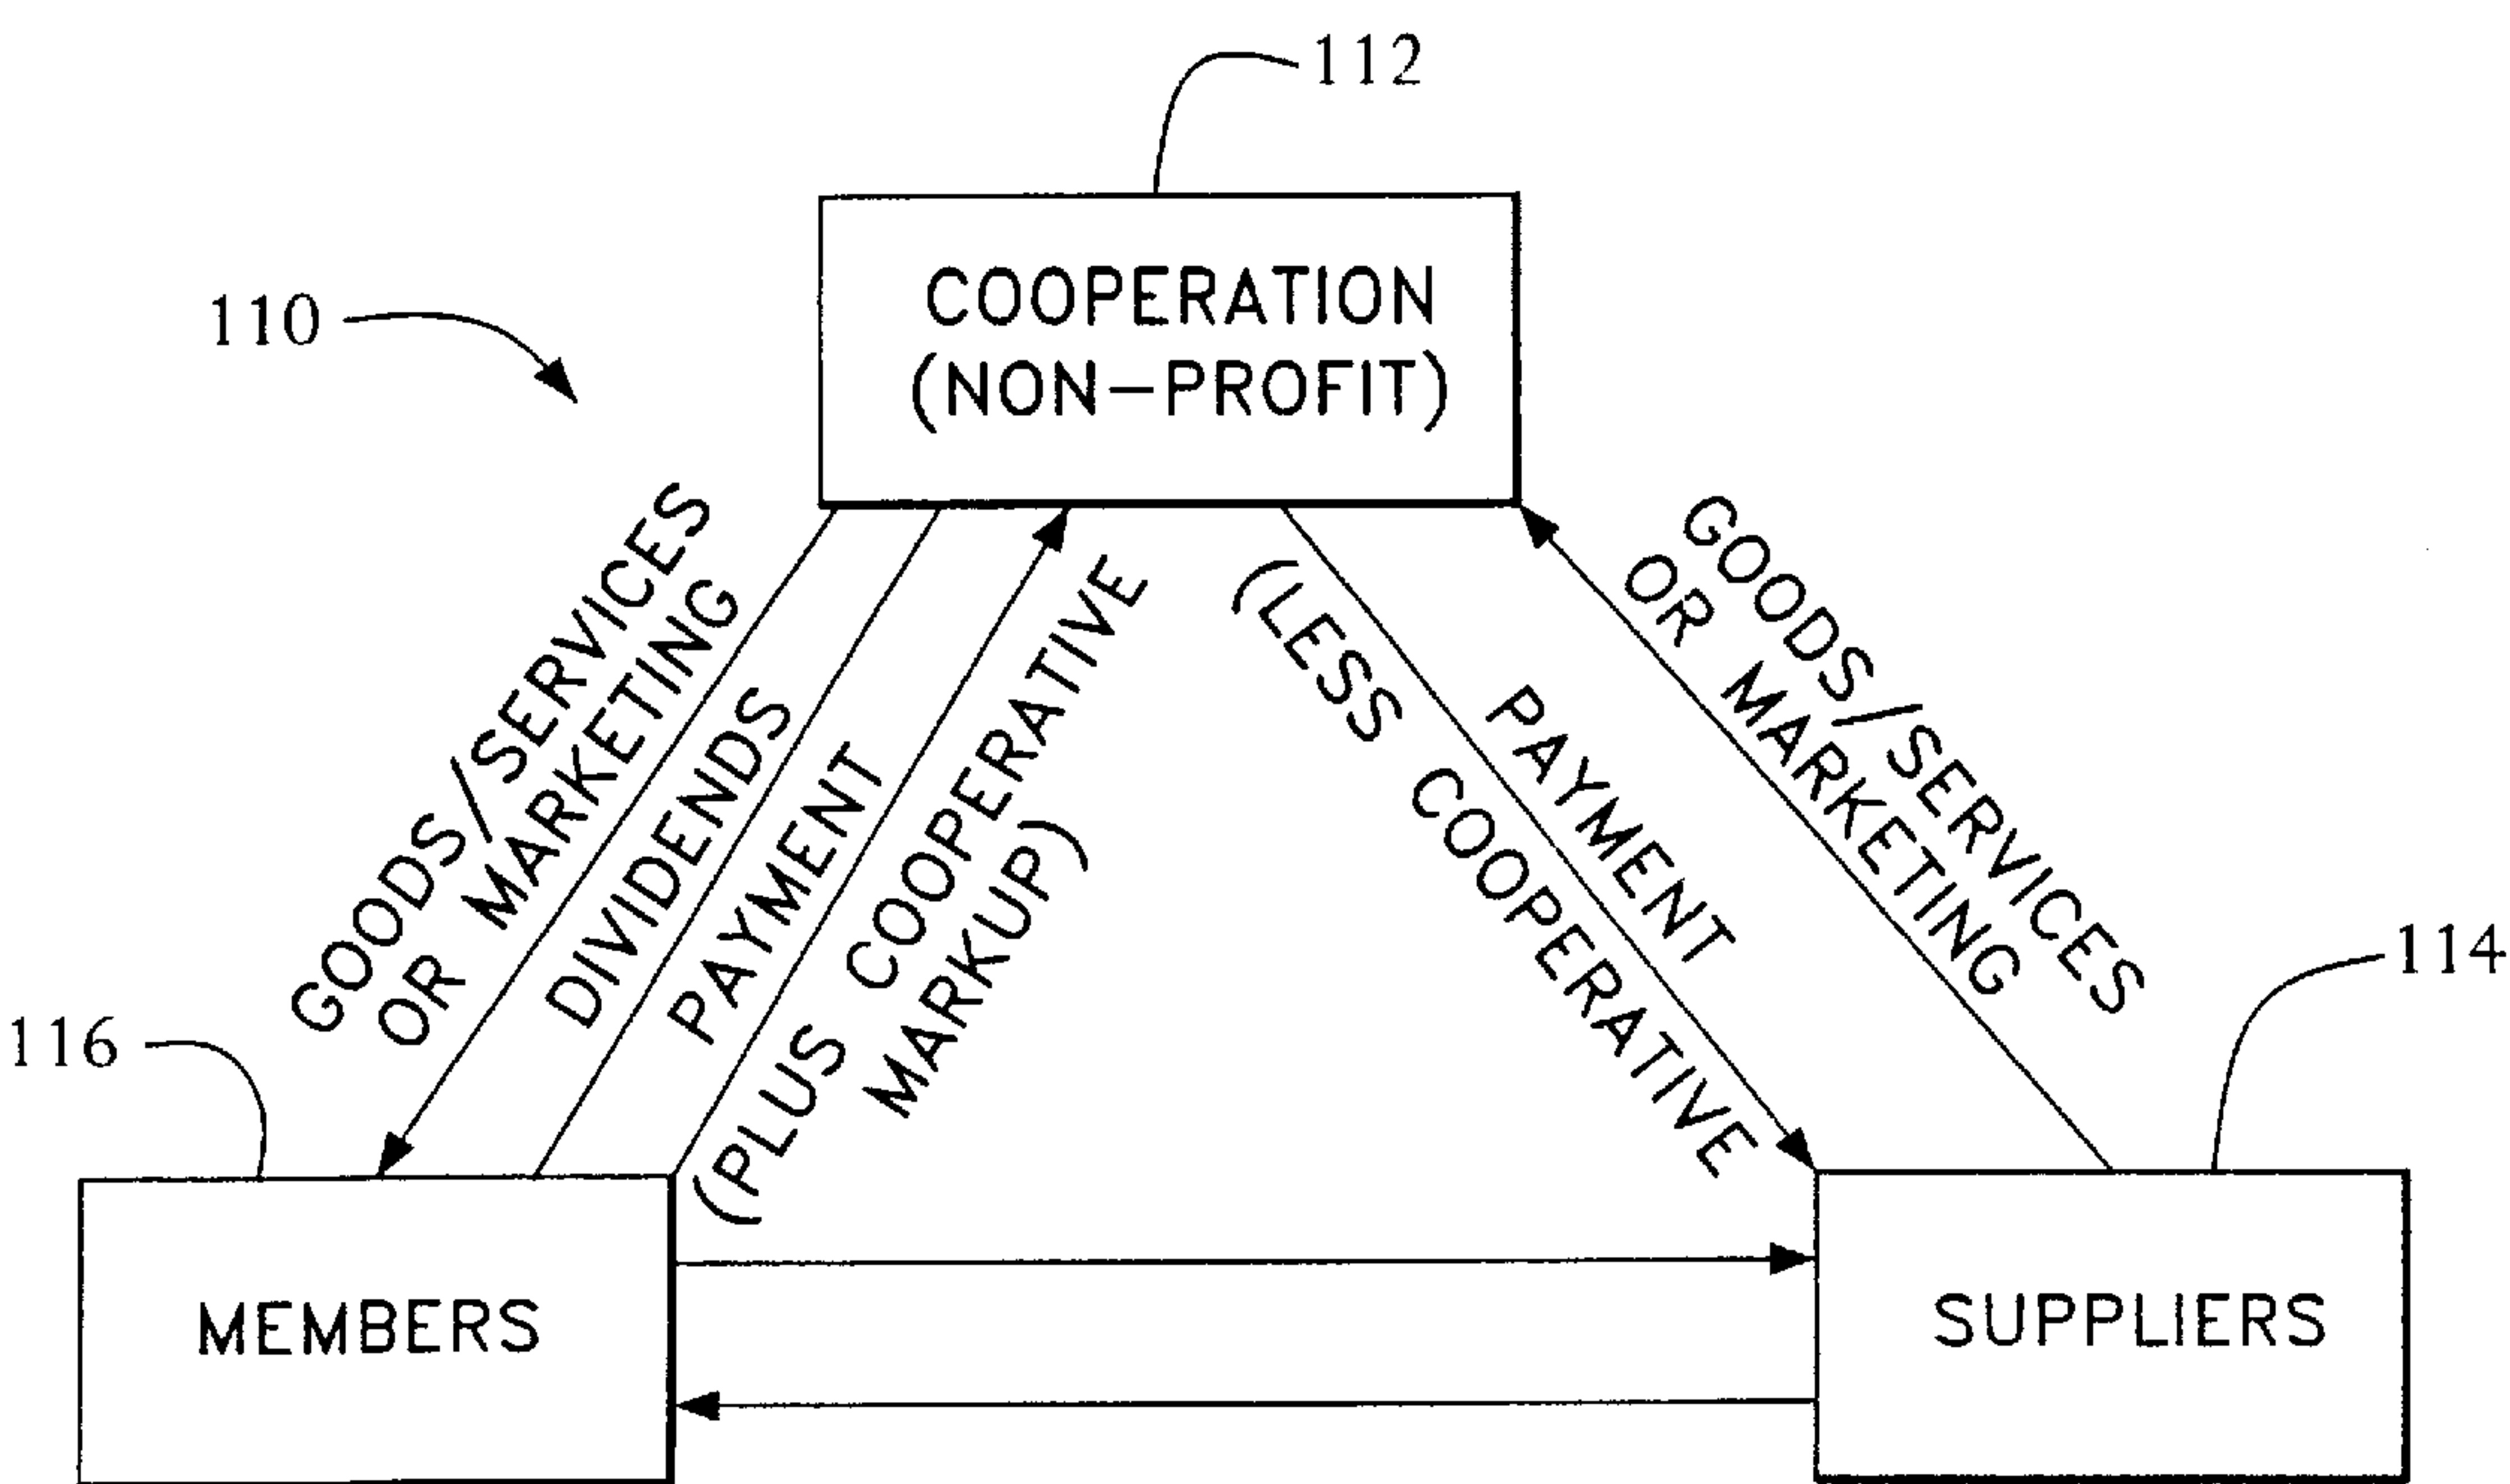 112
COOPERATION
(NON-PROFIT)
110
GOODS/SERVICES
OR MARKETING
DIVIDENDS
PAYMENT
(PLUS COOPERATIVE
MARKUP)
PAYMENT
(LESS COOPERATIVE
GOODS/SERVICES
OR MARKETING
116
114
MEMBERS
SUPPLIERS